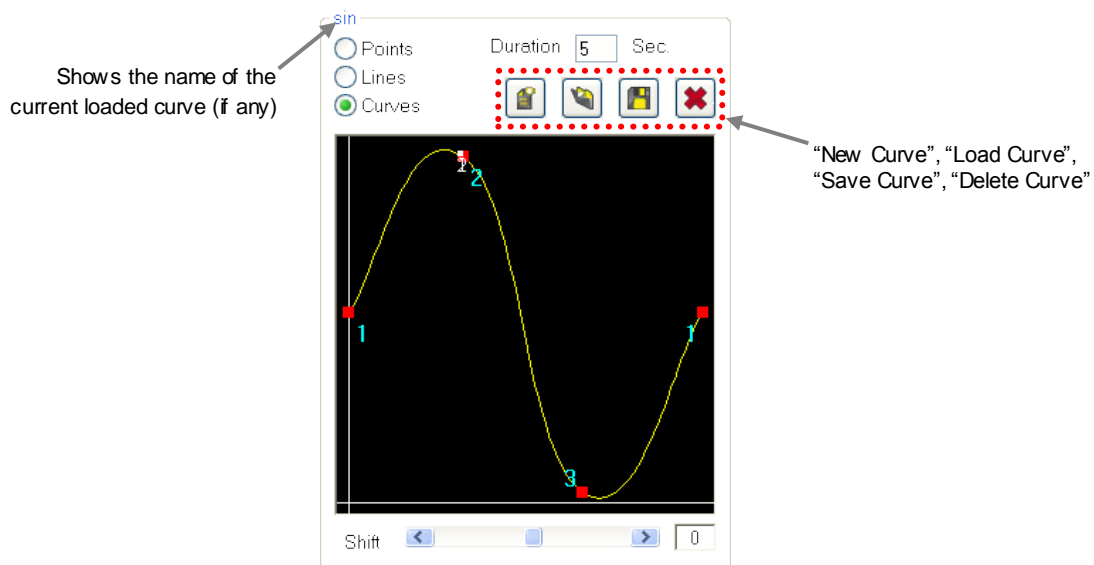 sin
Points
Duration 5 Sec.
Lines
Curves
Shows the name of the
current loaded curve (if any)
“New Curve”, “Load Curve”,
“Save Curve”, “Delete Curve”
2
1
1
3
Shift 0